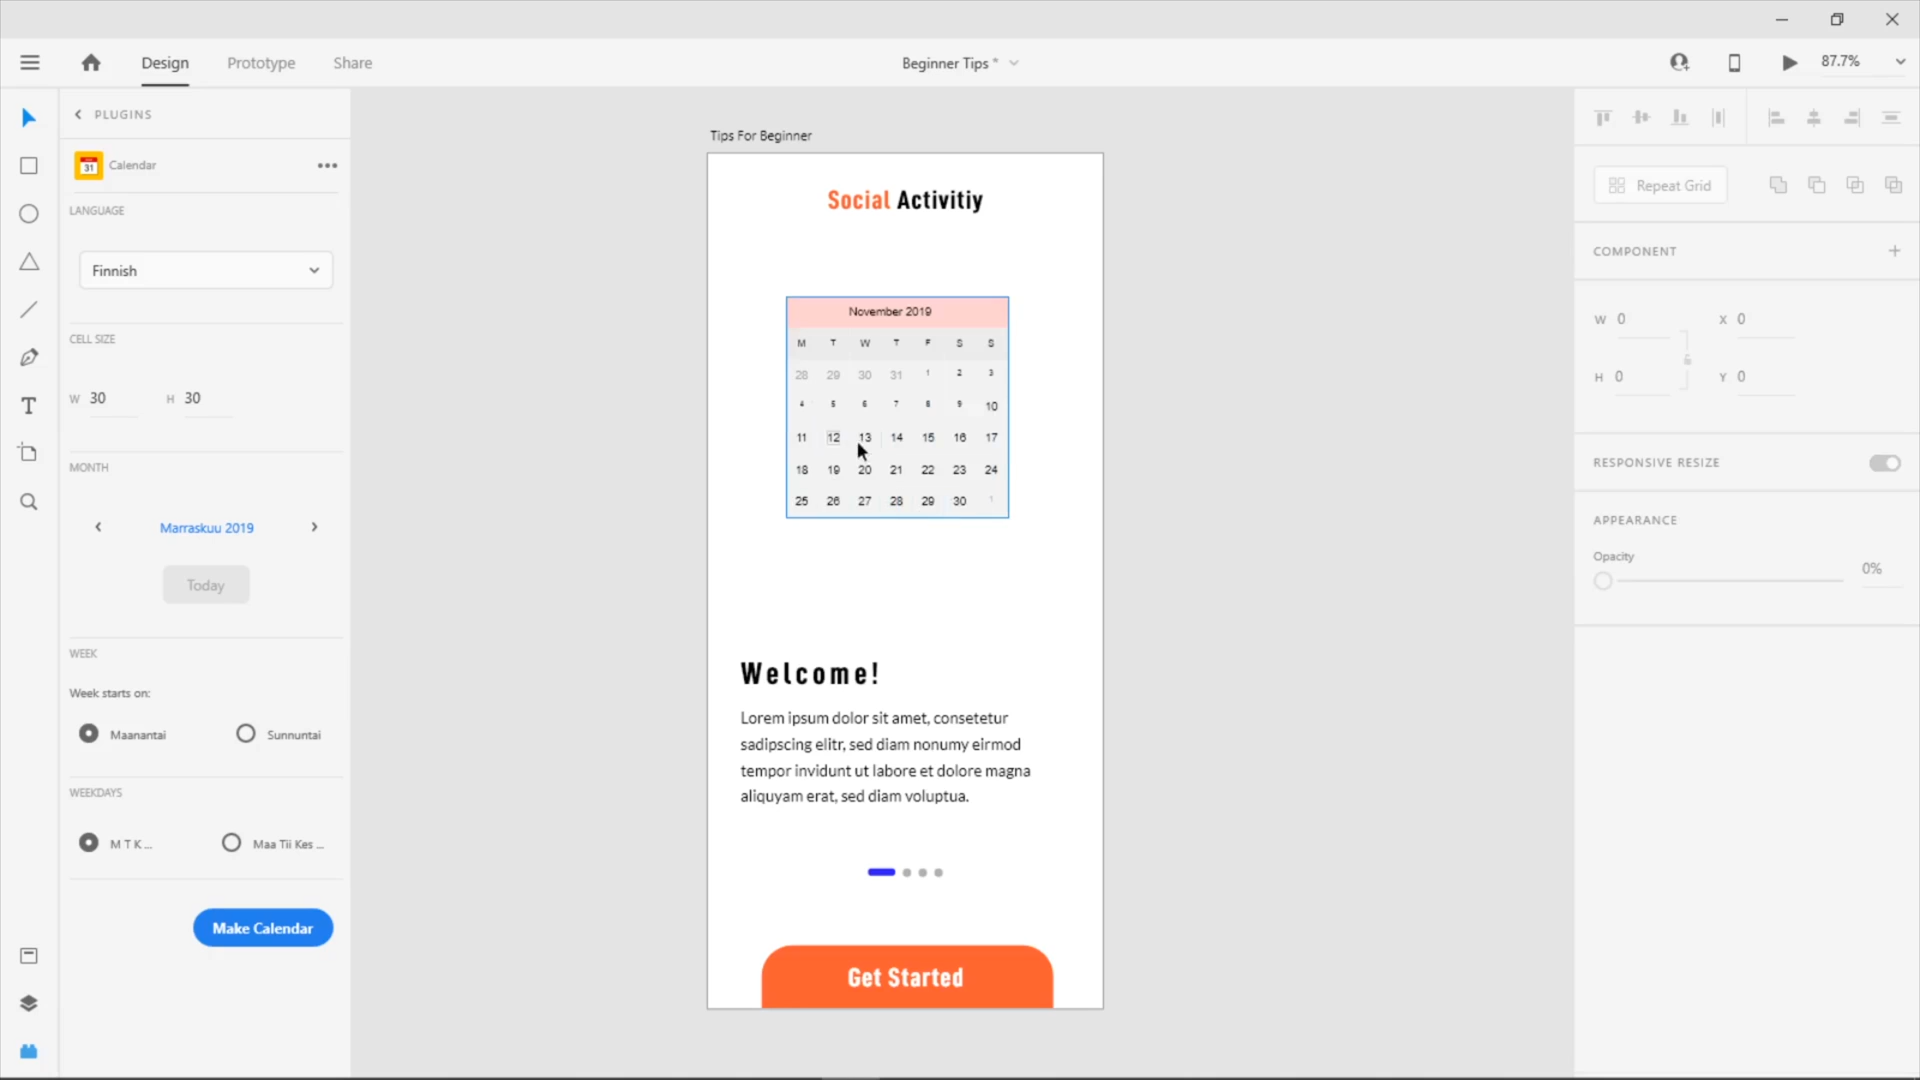 Design Prototype Share
Beginner Tips *
87.7%
PLUGINS
31 Calendar
LANGUAGE
Finnish
CELL SIZE
W 30 H 30
MONTH
Marraskuu 2019
Today
WEEK
Week starts on:
Maanantai Sunnuntai
WEEKDAYS
M T K ... Maa Tii Kes ...
Make Calendar
Tips For Beginner
Social Activitiy
November 2019
M T W T F S S
28 29 30 31 1 2 3
4 5 6 7 8 9 10
11 12 13 14 15 16 17
18 19 20 21 22 23 24
25 26 27 28 29 30 1
Welcome!
Lorem ipsum dolor sit amet, consetetur
sadipscing elitr, sed diam nonumy eirmod
tempor invidunt ut labore et dolore magna
aliquyam erat, sed diam voluptua.
Get Started
Repeat Grid
COMPONENT
W 0 X 0
H 0 Y 0
RESPONSIVE RESIZE
APPEARANCE
Opacity
0%